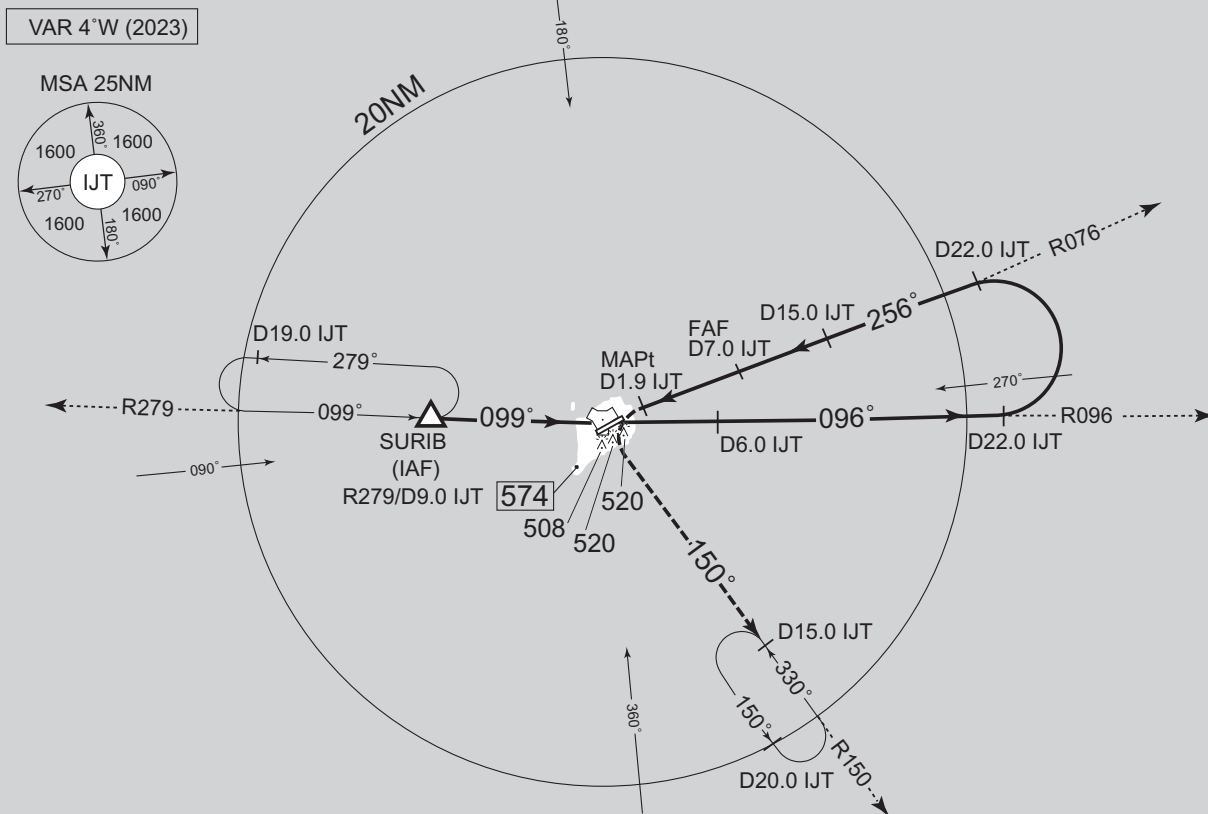 VAR 4°W (2023)
MSA 25NM
360°
1600
1600
IJT
270°
090°
1600
1600
180°
180°
20NM
D22.0 IJT
R076
256°
D15.0 IJT
FAF
D7.0 IJT
MAPt
D1.9 IJT
D19.0 IJT
279°
270°
R279
099°
099°
096°
R096
SURIB
(IAF)
R279/D9.0 IJT
D6.0 IJT
D22.0 IJT
090°
574
520
508
520
150°
D15.0 IJT
330°
150°
360°
R150
D20.0 IJT